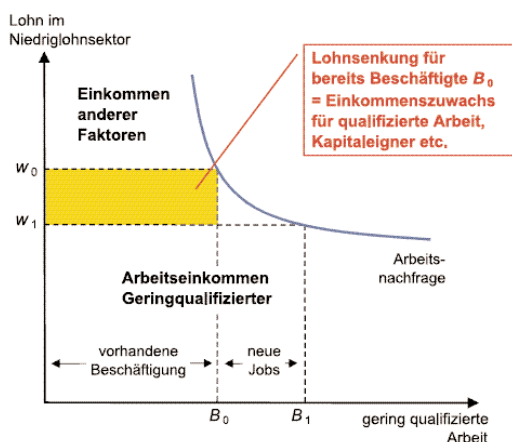 Lohn im
Niedriglohnsektor
Lohnsenkung für
bereits Beschäftigte B₀
= Einkommenszuwachs
für qualifizierte Arbeit,
Kapitaleigner etc.
Einkommen
anderer
Faktoren
w₀
w₁
Arbeits-
nachfrage
Arbeitseinkommen
Geringqualifizierter
vorhandene
Beschäftigung
neue
Jobs
B₀
B₁
gering qualifizierte
Arbeit